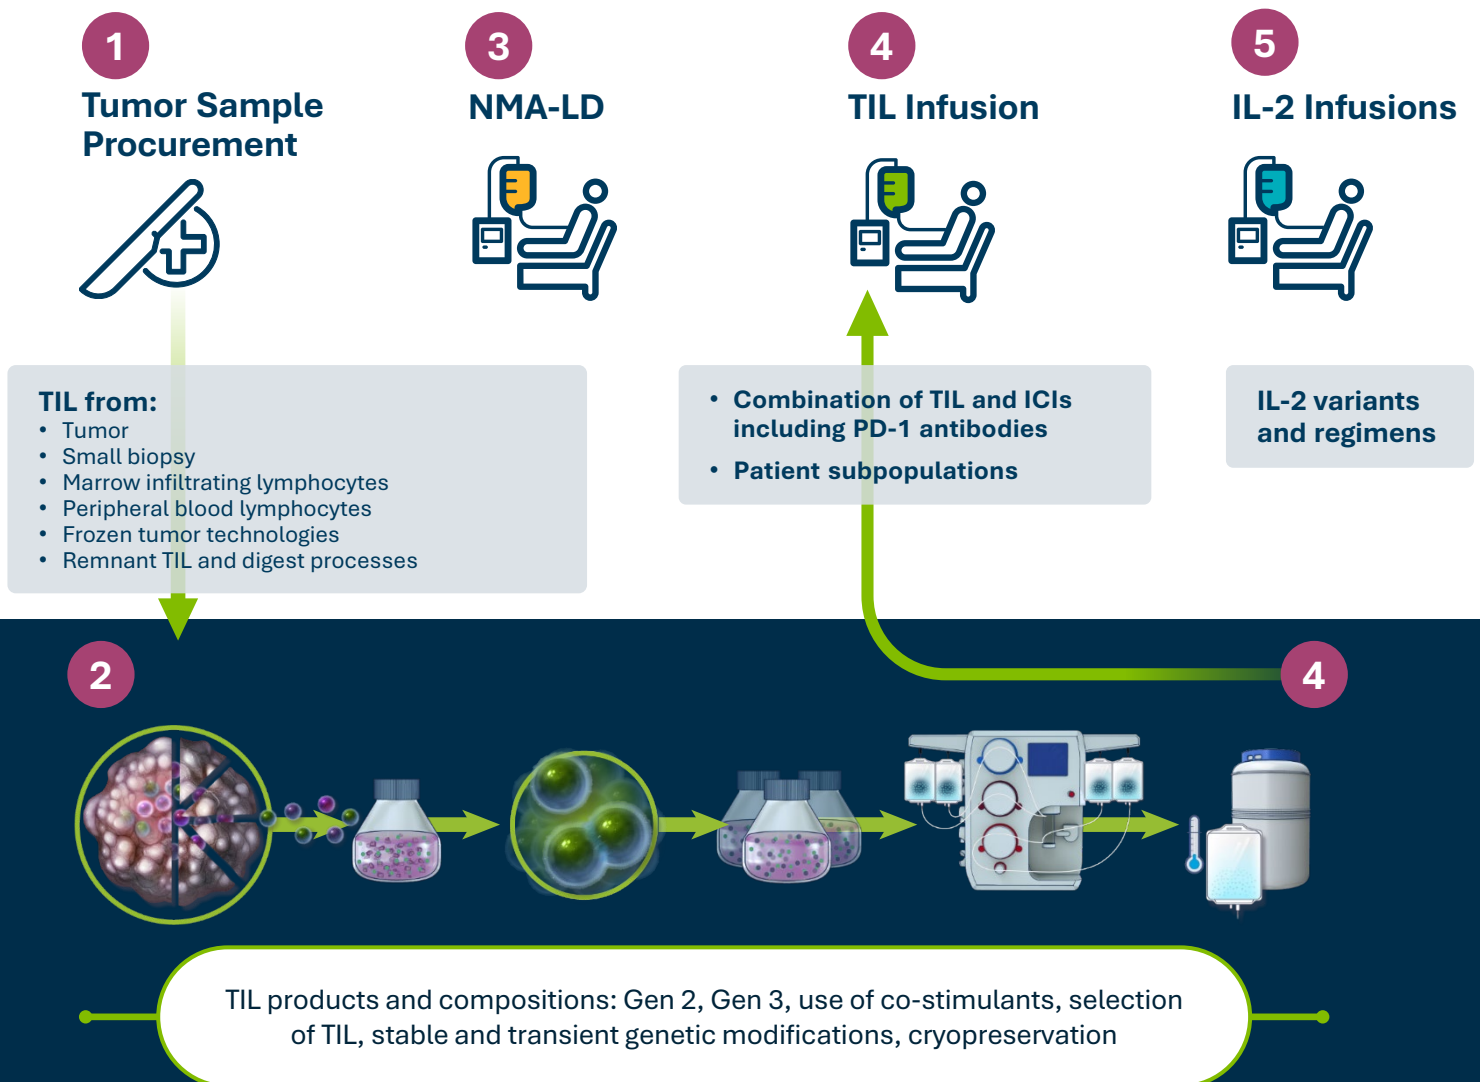 1
Tumor Sample
Procurement
3
NMA-LD
4
TIL Infusion
5
IL-2 Infusions
TIL from:
• Tumor
• Small biopsy
• Marrow infiltrating lymphocytes
• Peripheral blood lymphocytes
• Frozen tumor technologies
• Remnant TIL and digest processes
• Combination of TIL and ICIs
including PD-1 antibodies
• Patient subpopulations
IL-2 variants
and regimens
2
4
TIL products and compositions: Gen 2, Gen 3, use of co-stimulants, selection
of TIL, stable and transient genetic modifications, cryopreservation